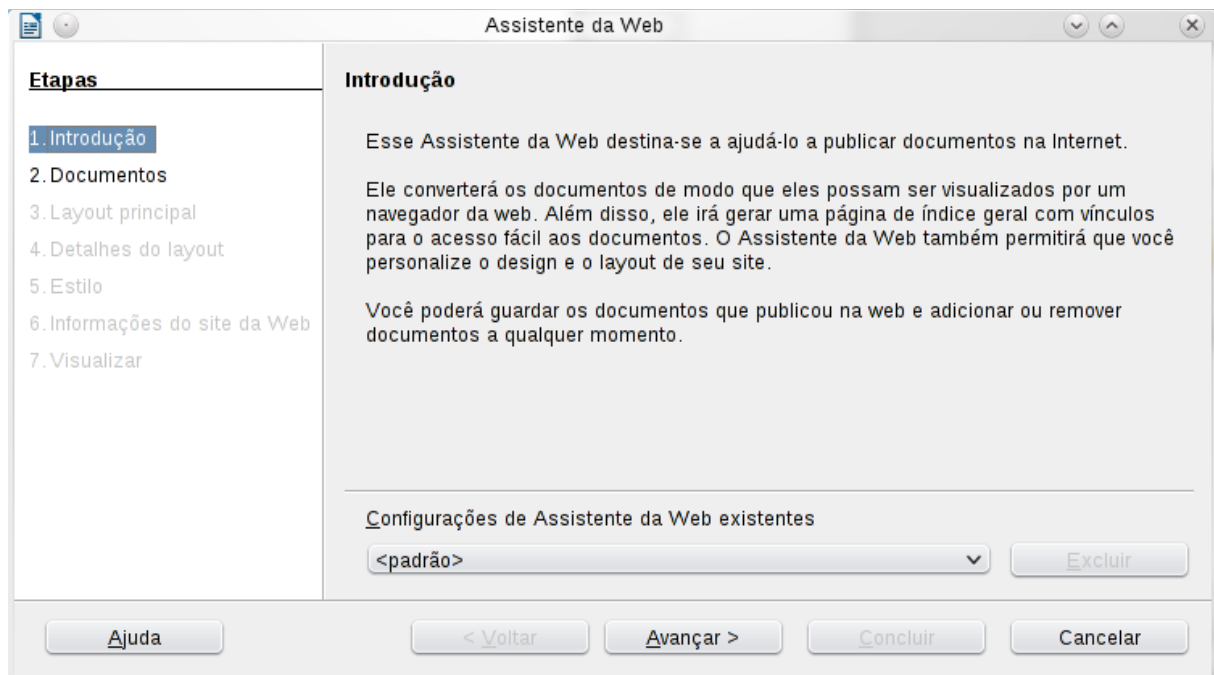 Assistente da Web
Etapas
1. Introdução
2. Documentos
3. Layout principal
4. Detalhes do layout
5. Estilo
6. Informações do site da Web
7. Visualizar
Introdução
Esse Assistente da Web destina-se a ajudá-lo a publicar documentos na Internet.
Ele converterá os documentos de modo que eles possam ser visualizados por um
navegador da web. Além disso, ele irá gerar uma página de índice geral com vínculos
para o acesso fácil aos documentos. O Assistente da Web também permitirá que você
personalize o design e o layout de seu site.
Você poderá guardar os documentos que publicou na web e adicionar ou remover
documentos a qualquer momento.
Configurações de Assistente da Web existentes
<padrão>
Excluir
Ajuda
< Voltar
Avançar >
Concluir
Cancelar